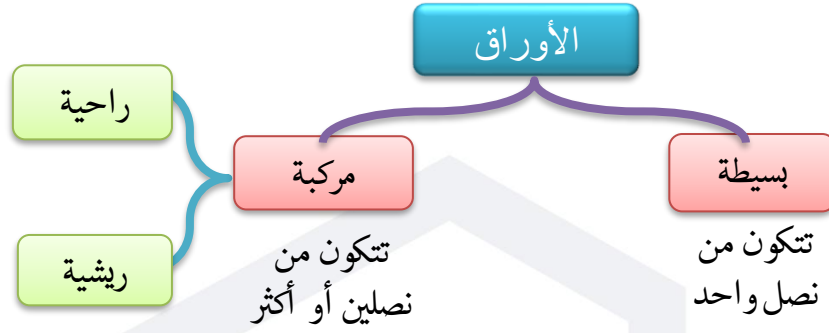 الأوراق
بسيطة
تتكون من
نصل واحد
مركبة
تتكون من
نصلين أو أكثر
راحية
ريشية